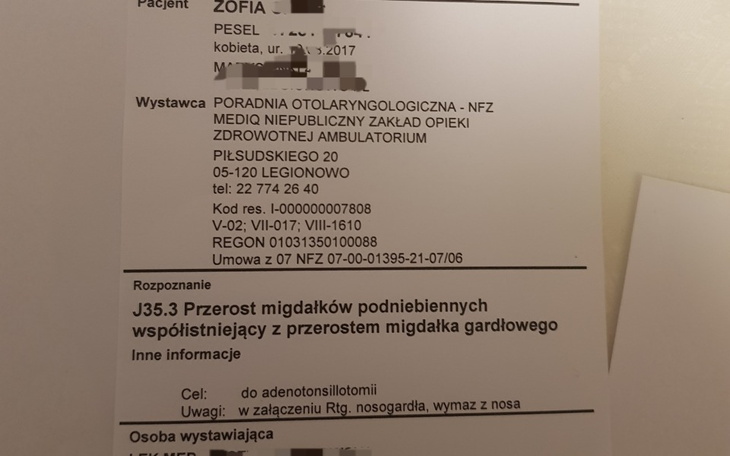 Pacjent ZOFIA
PESEL
kobieta, ur. .2017
Wystawca PORADNIA OTOLARYNGOLOGICZNA - NFZ
MEDIQ NIEPUBLICZNY ZAKŁAD OPIEKI
ZDROWOTNEJ AMBULATORIUM
PIŁSUDSKIEGO 20
05-120 LEGIONOWO
tel: 22 774 26 40
Kod res. I-000000007808
V-02; VII-017; VIII-1610
REGON 01031350100088
Umowa z 07 NFZ 07-00-01395-21-07/06
Rozpoznanie
J35.3 Przerost migdałków podniebiennych
współistniejący z przerostem migdałka gardłowego
Inne informacje
Cel: do adenotonsillotomii
Uwagi: w załączeniu Rtg. nosogardła, wymaz z nosa
Osoba wystawiająca
LEK MED